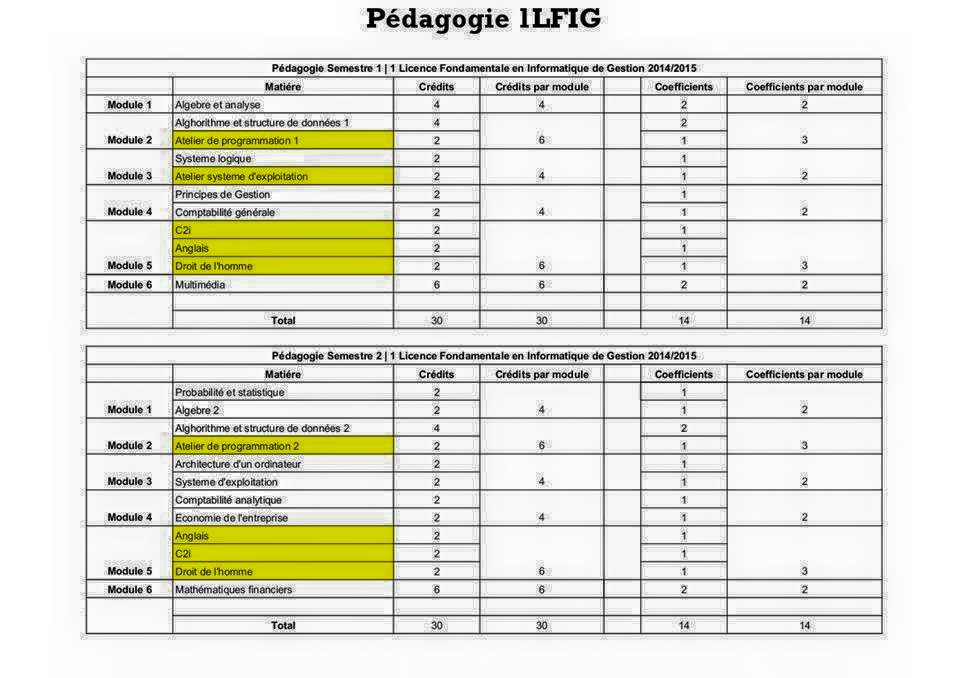 Pédagogie 1LFIG
Pédagogie Semestre 1 | 1 Licence Fondamentale en Informatique de Gestion 2014/2015
Matiére Crédits Crédits par module Coefficients Coefficients par module
Module 1 Algebre et analyse 4 4 2 2
Alghorithme et structure de données 1 4 2
Module 2 Atelier de programmation 1 2 6 1 3
Systeme logique 2 1
Module 3 Atelier systeme d'exploitation 2 4 1 2
Principes de Gestion 2 1
Module 4 Comptabilité générale 2 4 1 2
C2i 2 1
Anglais 2 1
Module 5 Droit de l'homme 2 6 1 3
Module 6 Multimédia 6 6 2 2
Total 30 30 14 14
Pédagogie Semestre 2 | 1 Licence Fondamentale en Informatique de Gestion 2014/2015
Matiére Crédits Crédits par module Coefficients Coefficients par module
Probabilité et statistique 2 1
Module 1 Algebre 2 2 4 1 2
Alghorithme et structure de données 2 4 2
Module 2 Atelier de programmation 2 2 6 1 3
Architecture d'un ordinateur 2 1
Module 3 Systeme d'exploitation 2 4 1 2
Comptabilité analytique 2 1
Module 4 Economie de l'entreprise 2 4 1 2
Anglais 2 1
C2i 2 1
Module 5 Droit de l'homme 2 6 1 3
Module 6 Mathématiques financiers 6 6 2 2
Total 30 30 14 14